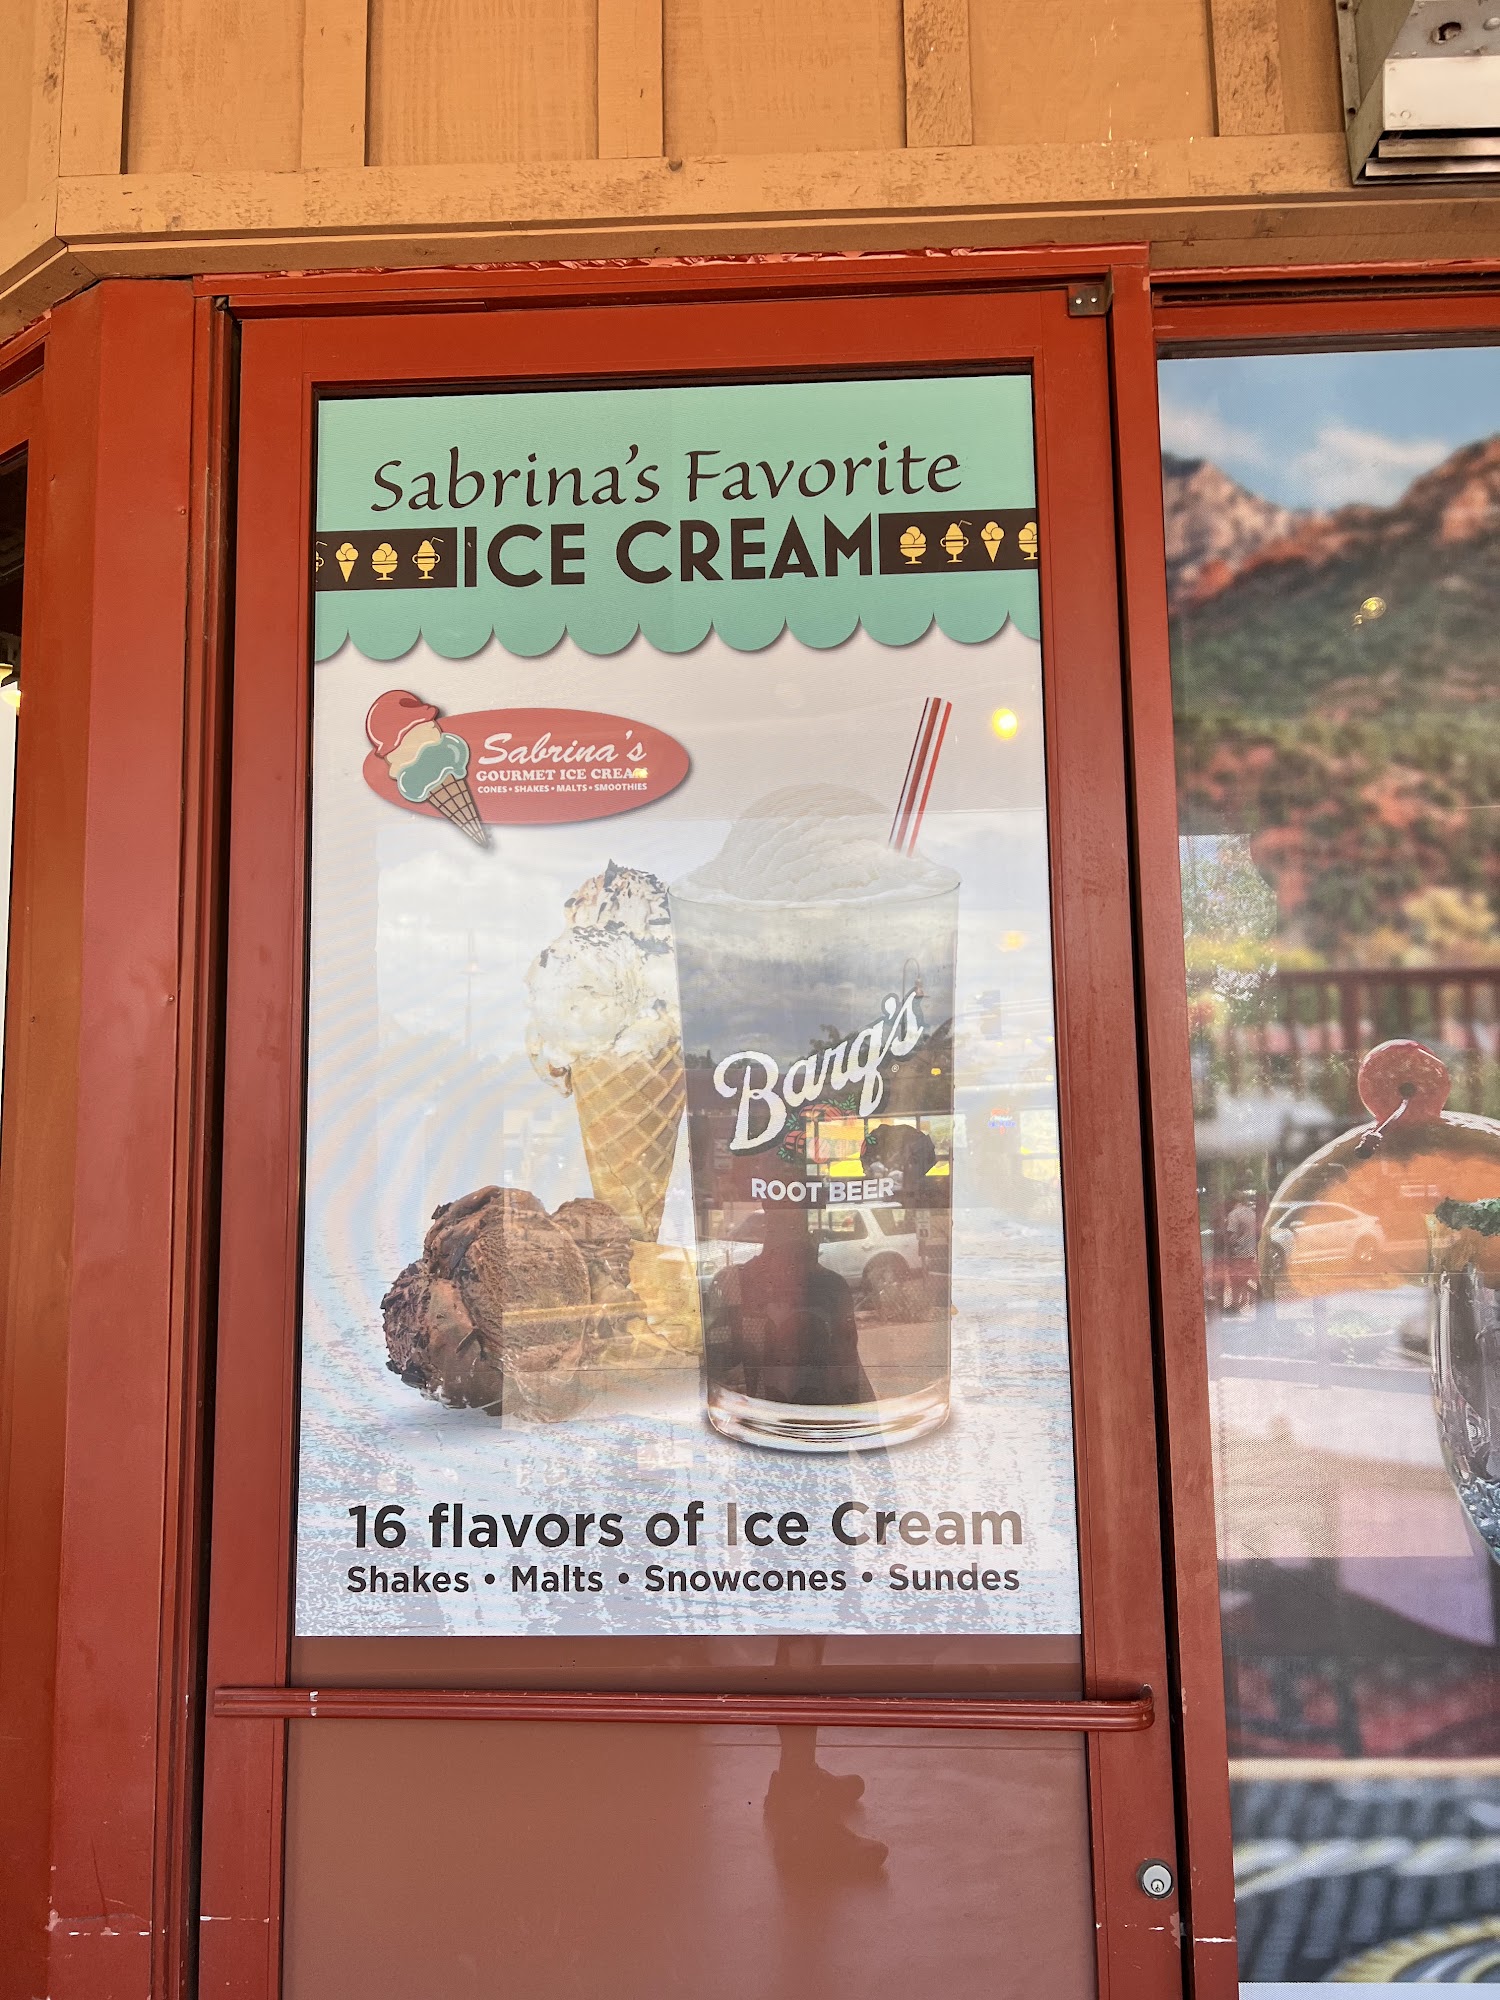 Sabrina's Favorite
ICE CREAM
Sabrina's
GOURMET ICE CREAM
CONES • SHAKES • MALTS • SMOOTHIES
Barq's
ROOT BEER
16 flavors of Ice Cream
Shakes • Malts • Snowcones • Sundes